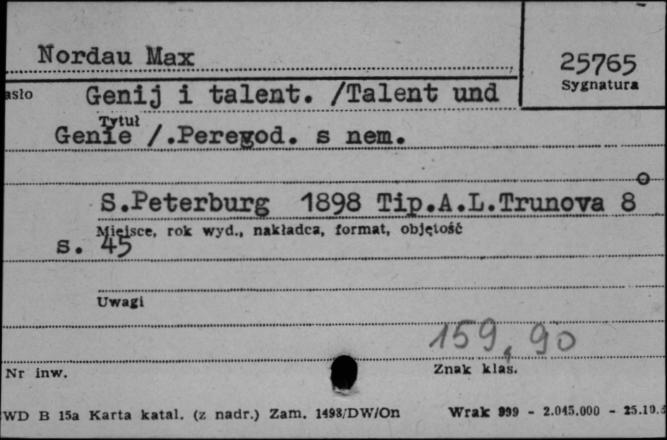 Nordau Max
25765
Sygnatura
asło Genij i talent. /Talent und
Tytuł
Genie /.Peregod. s nem.
S.Peterburg 1898 Tip.A.L.Trunova 8°
Miejsce, rok wyd., nakładca, format, objętość
s. 45
Uwagi
159,90
Nr inw.
Znak klas.
WD B 15a Karta katal. (z nadr.) Zam. 1498/DW/On Wrak 999 - 2.045.000 - 25.10.